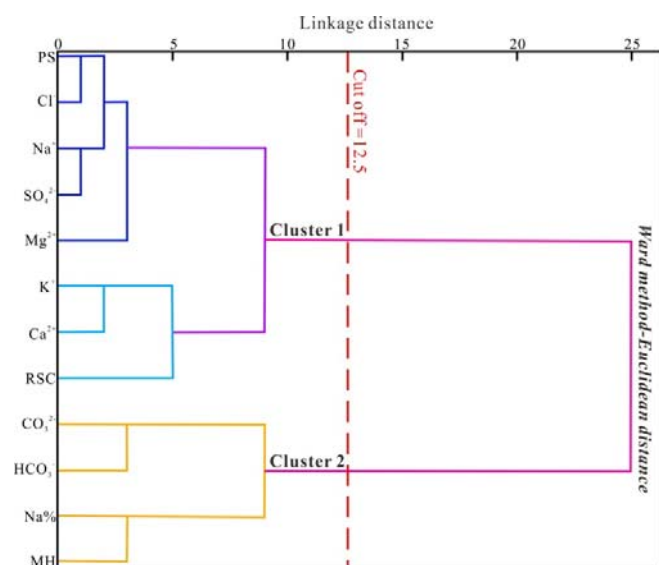 Linkage distance
0 5 10 15 20 25
PS
Cl⁻
Na⁺
SO₄²⁻
Mg²⁺
K⁺
Ca²⁺
RSC
CO₃²⁻
HCO₃⁻
Na%
MH
Cluster 1
Cluster 2
Cut off =12.5
Ward method-Euclidean distance